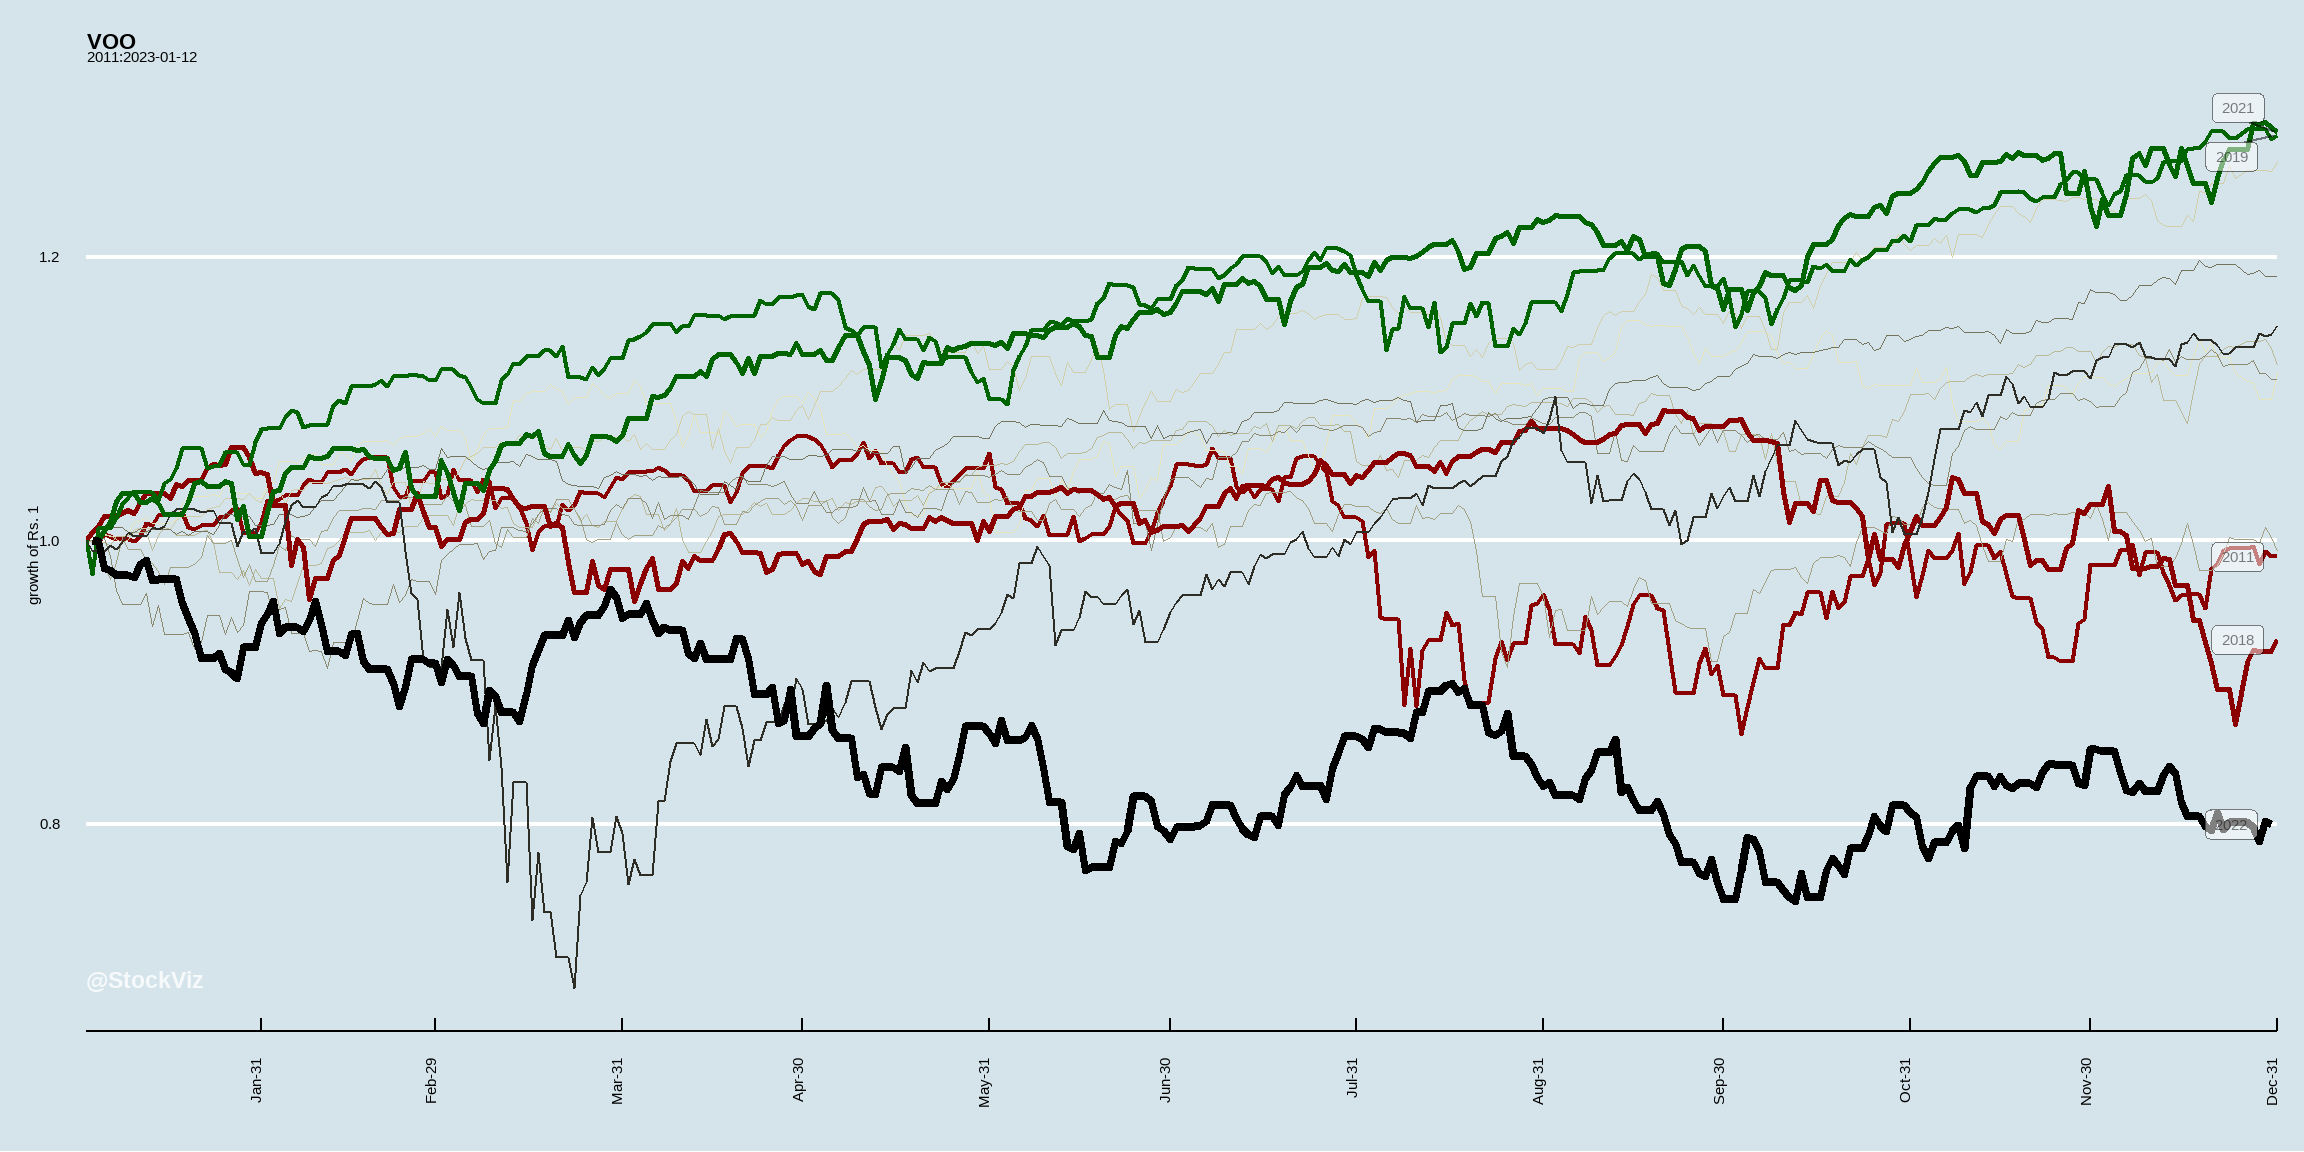 VOO
2011:2023-01-12
2021
2019
1.2
growth of Rs. 1
1.0
2011
2018
0.8
2022
@StockViz
Jan-31
Feb-29
Mar-31
Apr-30
May-31
Jun-30
Jul-31
Aug-31
Sep-30
Oct-31
Nov-30
Dec-31